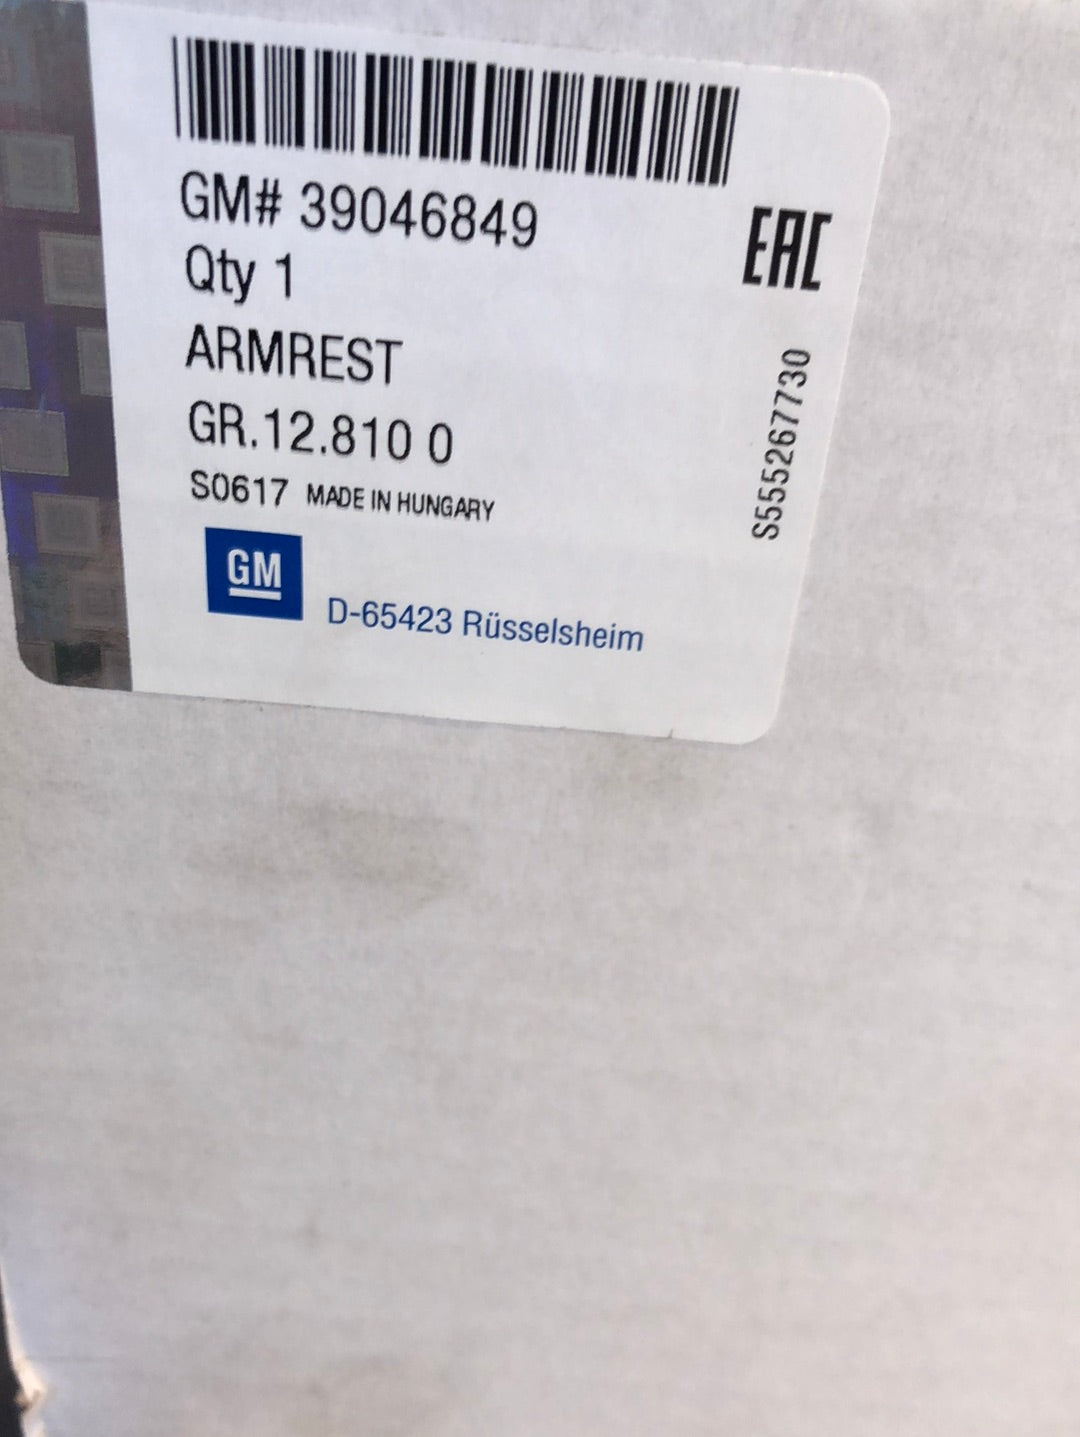 GM# 39046849
Qty 1
EAC
ARMREST
GR.12.810 0
S0617 MADE IN HUNGARY
S555267730
GM
D-65423 Rüsselsheim